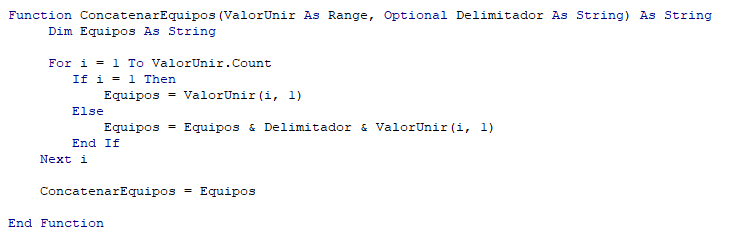 Function ConcatenarEquipos(ValorUnir As Range, Optional Delimitador As String) As String
Dim Equipos As String
For i = 1 To ValorUnir.Count
If i = 1 Then
Equipos = ValorUnir(i, 1)
Else
Equipos = Equipos & Delimitador & ValorUnir(i, 1)
End If
Next i
ConcatenarEquipos = Equipos
End Function